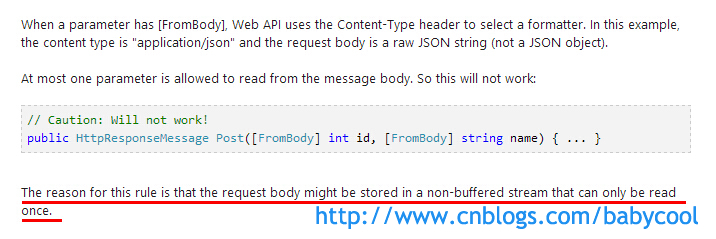 When a parameter has [FromBody], Web API uses the Content-Type header to select a formatter. In this example,
the content type is "application/json" and the request body is a raw JSON string (not a JSON object).
At most one parameter is allowed to read from the message body. So this will not work:
// Caution: Will not work!
public HttpResponseMessage Post([FromBody] int id, [FromBody] string name) { ... }
The reason for this rule is that the request body might be stored in a non-buffered stream that can only be read
once.
http://www.cnblogs.com/babycool